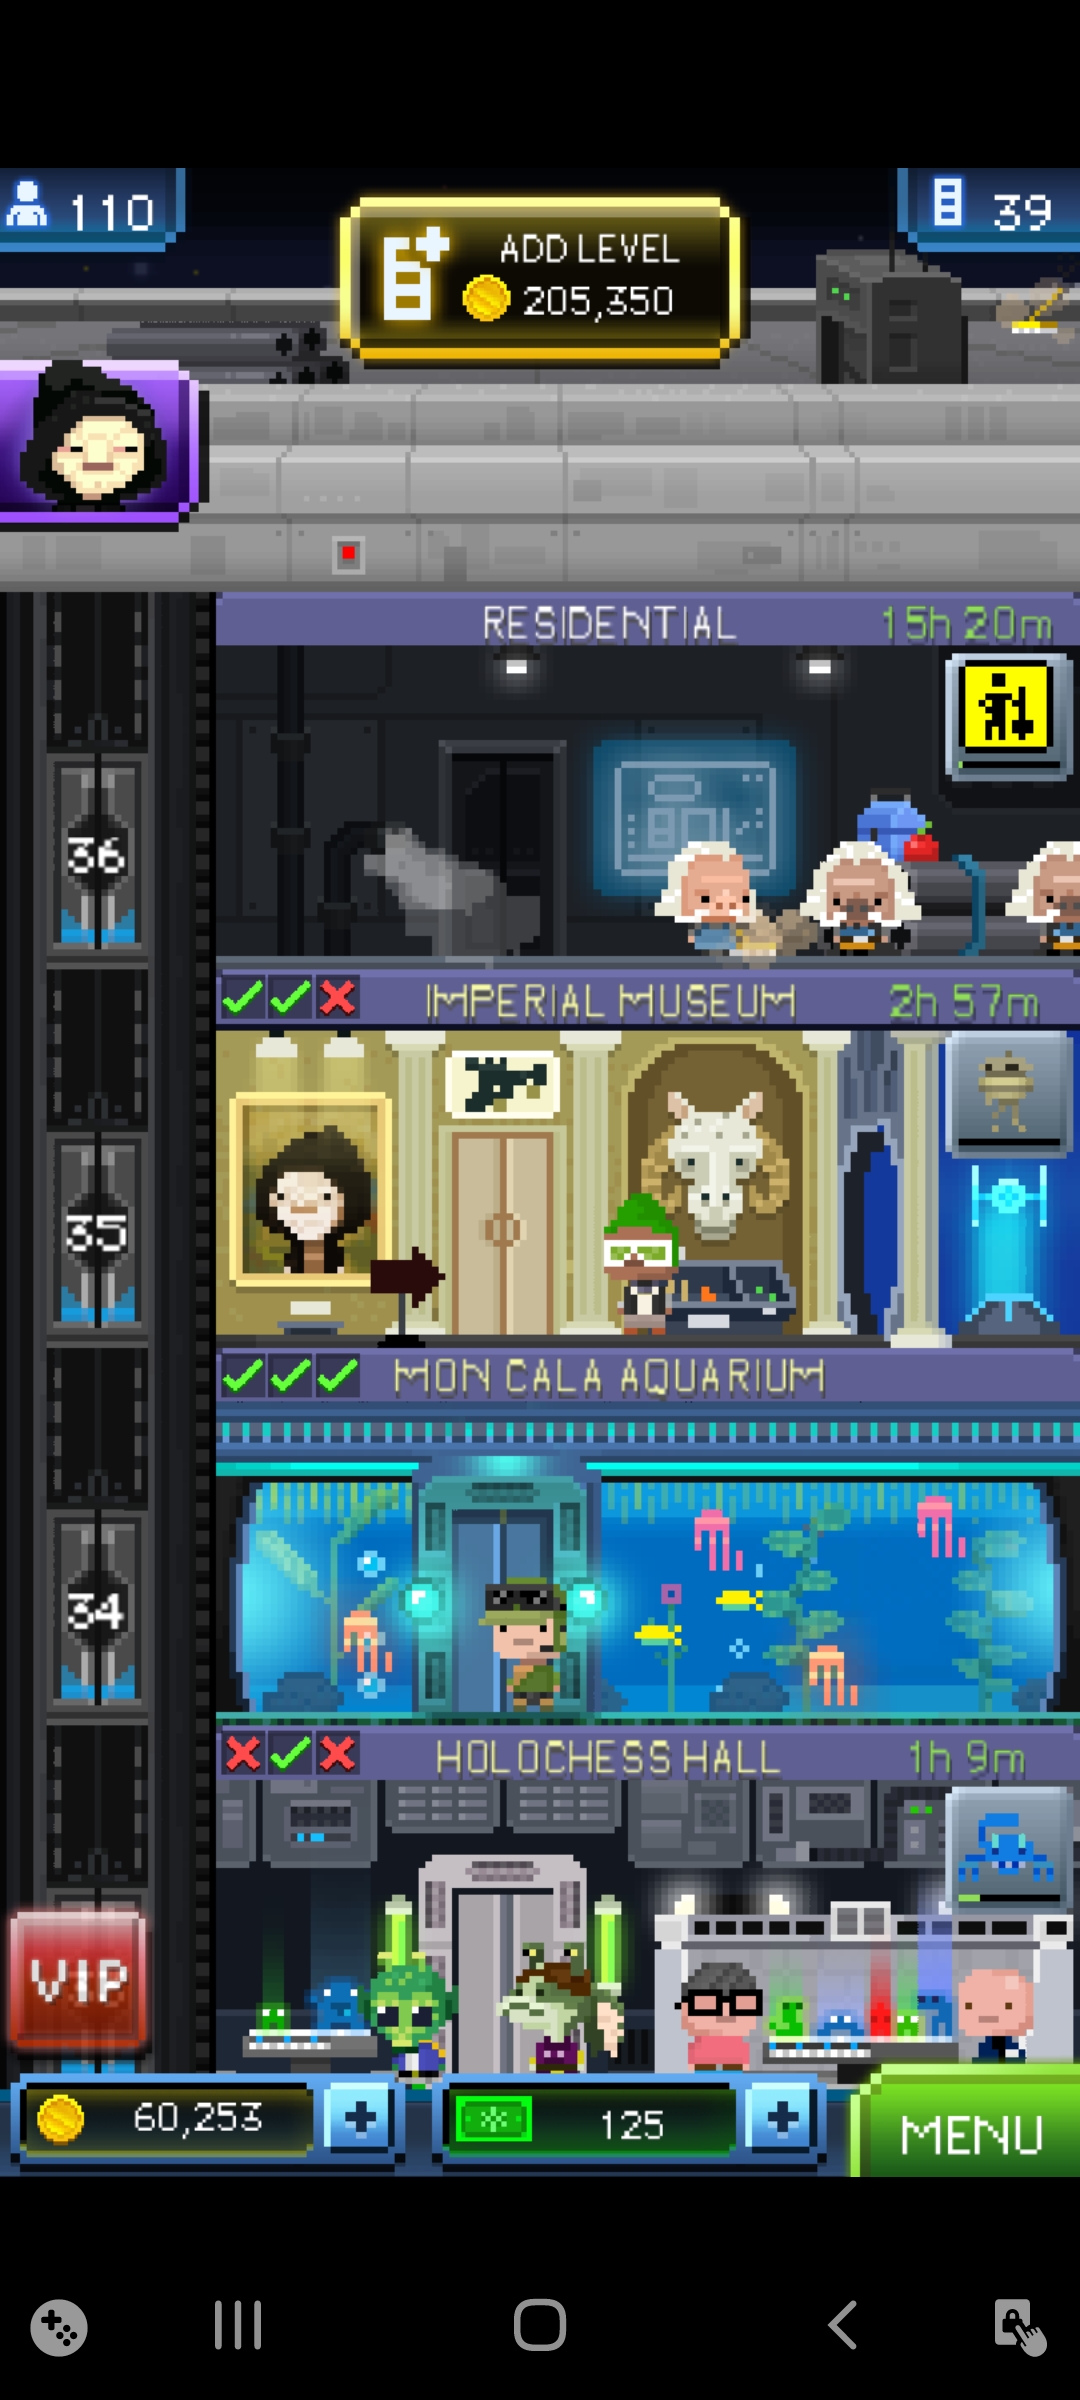 110
39
ADD LEVEL
205,350
RESIDENTIAL 15h 20m
36
IMPERIAL MUSEUM 2h 57m
35
MON CALA AQUARIUM
34
HOLOCHESS HALL 1h 9m
VIP
60,253
125
MENU